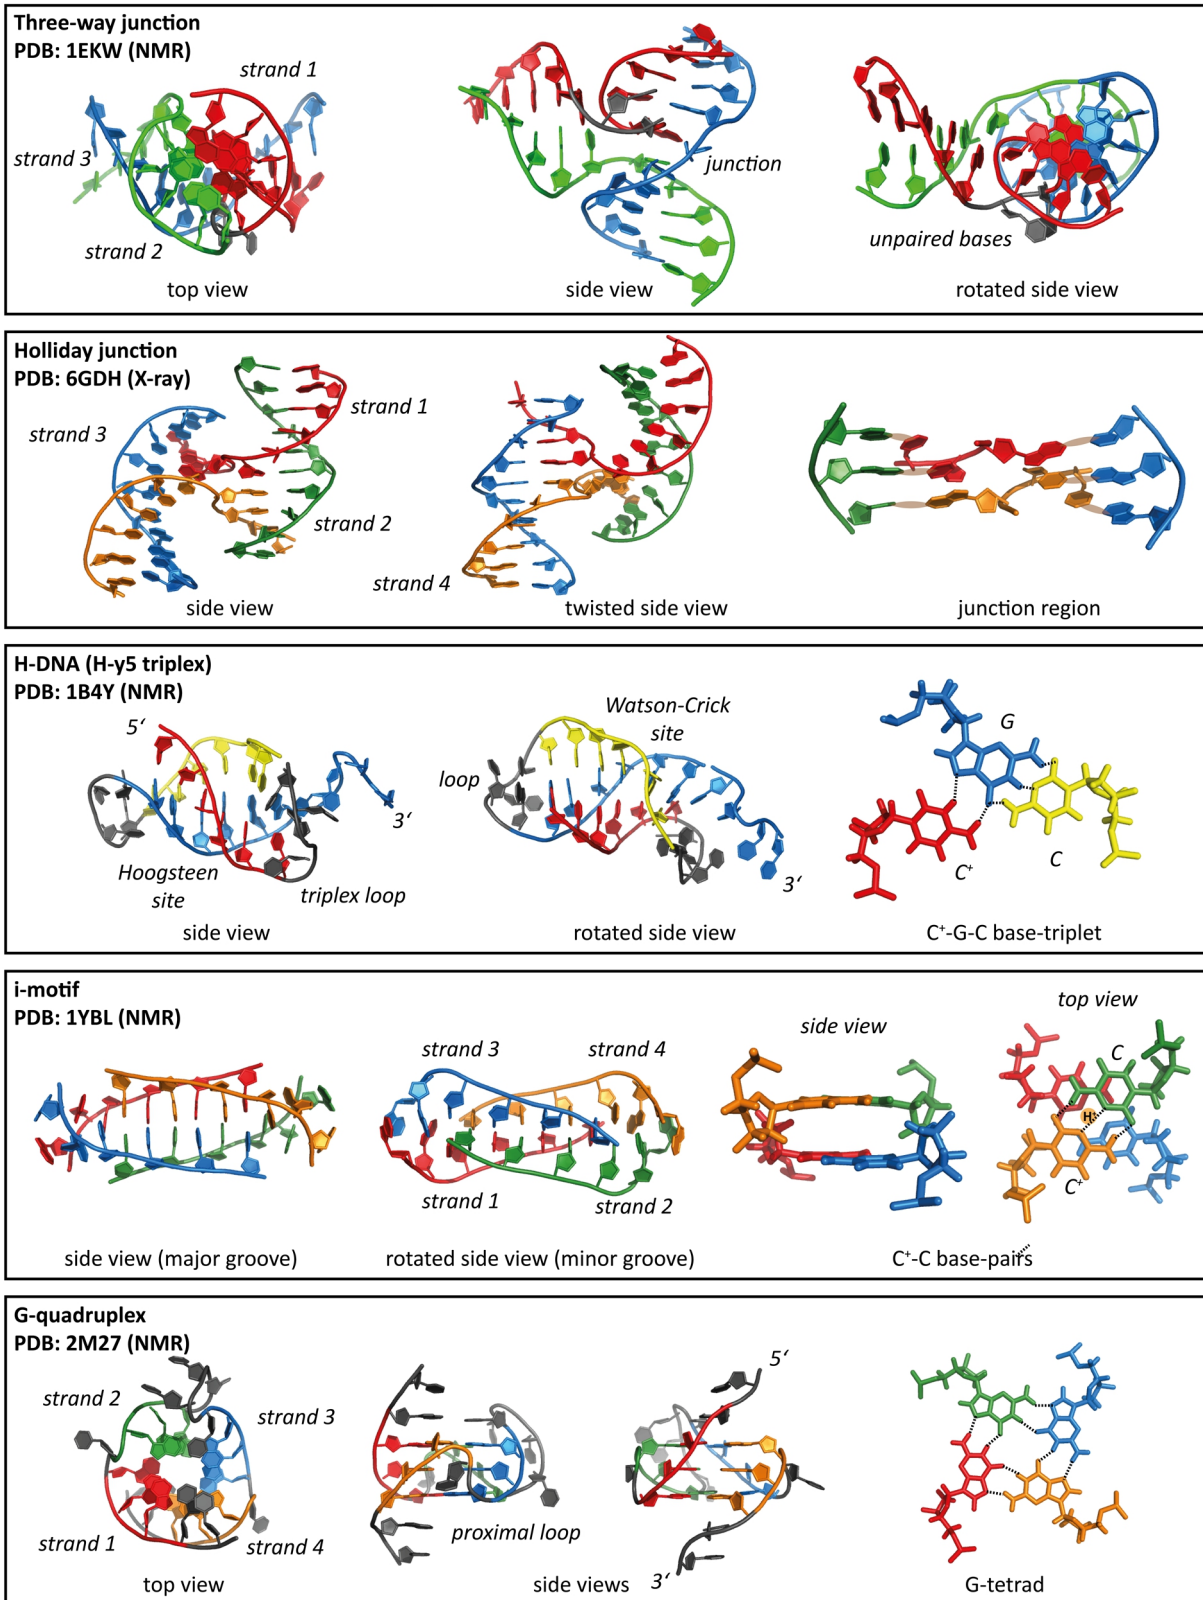 Three-way junction
PDB: 1EKW (NMR)
strand 1
strand 3
strand 2
top view
junction
side view
unpaired bases
rotated side view
Holliday junction
PDB: 6GDH (X-ray)
strand 3
strand 1
strand 2
side view
strand 4
twisted side view
junction region
H-DNA (H-y5 triplex)
PDB: 1B4Y (NMR)
5‘
3‘
Hoogsteen
site
triplex loop
side view
Watson-Crick
site
loop
3‘
rotated side view
G
C⁺
C
C⁺-G-C base-triplet
i-motif
PDB: 1YBL (NMR)
side view (major groove)
strand 3
strand 4
strand 1
strand 2
rotated side view (minor groove)
side view
top view
C
H⁺
C⁺
C⁺-C base-pairs
G-quadruplex
PDB: 2M27 (NMR)
strand 2
strand 3
strand 1
strand 4
top view
proximal loop
5‘
3‘
side views
G-tetrad